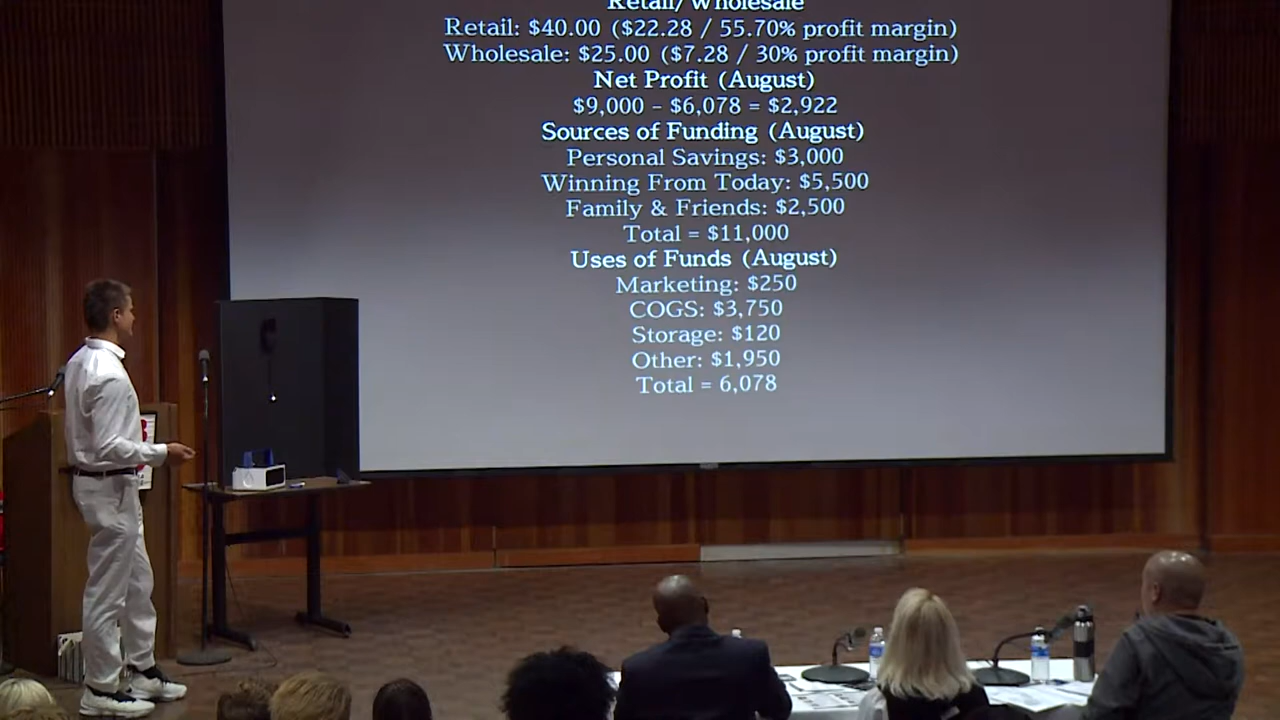 Retail/Wholesale
Retail: $40.00 ($22.28 / 55.70% profit margin)
Wholesale: $25.00 ($7.28 / 30% profit margin)
Net Profit (August)
$9,000 - $6,078 = $2,922
Sources of Funding (August)
Personal Savings: $3,000
Winning From Today: $5,500
Family & Friends: $2,500
Total = $11,000
Uses of Funds (August)
Marketing: $250
COGS: $3,750
Storage: $120
Other: $1,950
Total = 6,078